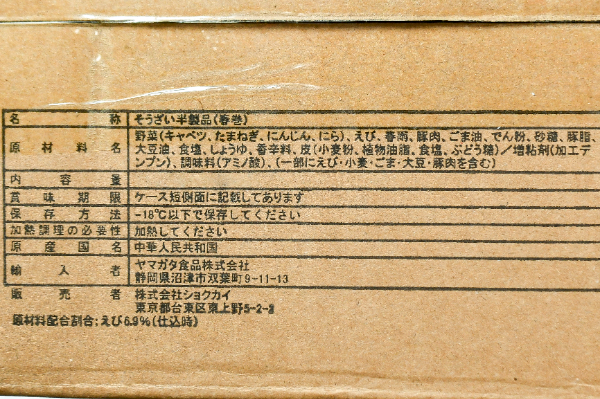 名称 そうざい半製品(春巻)
原材料名 野菜(キャベツ、たまねぎ、にんじん、にら)、えび、春雨、豚肉、ごま油、でん粉、砂糖、豚脂、
大豆油、食塩、しょうゆ、香辛料、皮(小麦粉、植物油脂、食塩、ぶどう糖)/増粘剤(加工デ
ンプン)、調味料(アミノ酸)、(一部にえび・小麦・ごま・大豆・豚肉を含む)
内容量
賞味期限 ケース短側面に記載してあります
保存方法 -18℃以下で保存してください
加熱調理の必要性 加熱してください
原産国名 中華人民共和国
輸入者 ヤマガタ食品株式会社
静岡県沼津市双葉町9-11-13
販売者 株式会社ショクカイ
東京都台東区東上野5-2-2
原材料配合割合:えび6.9%(仕込時)